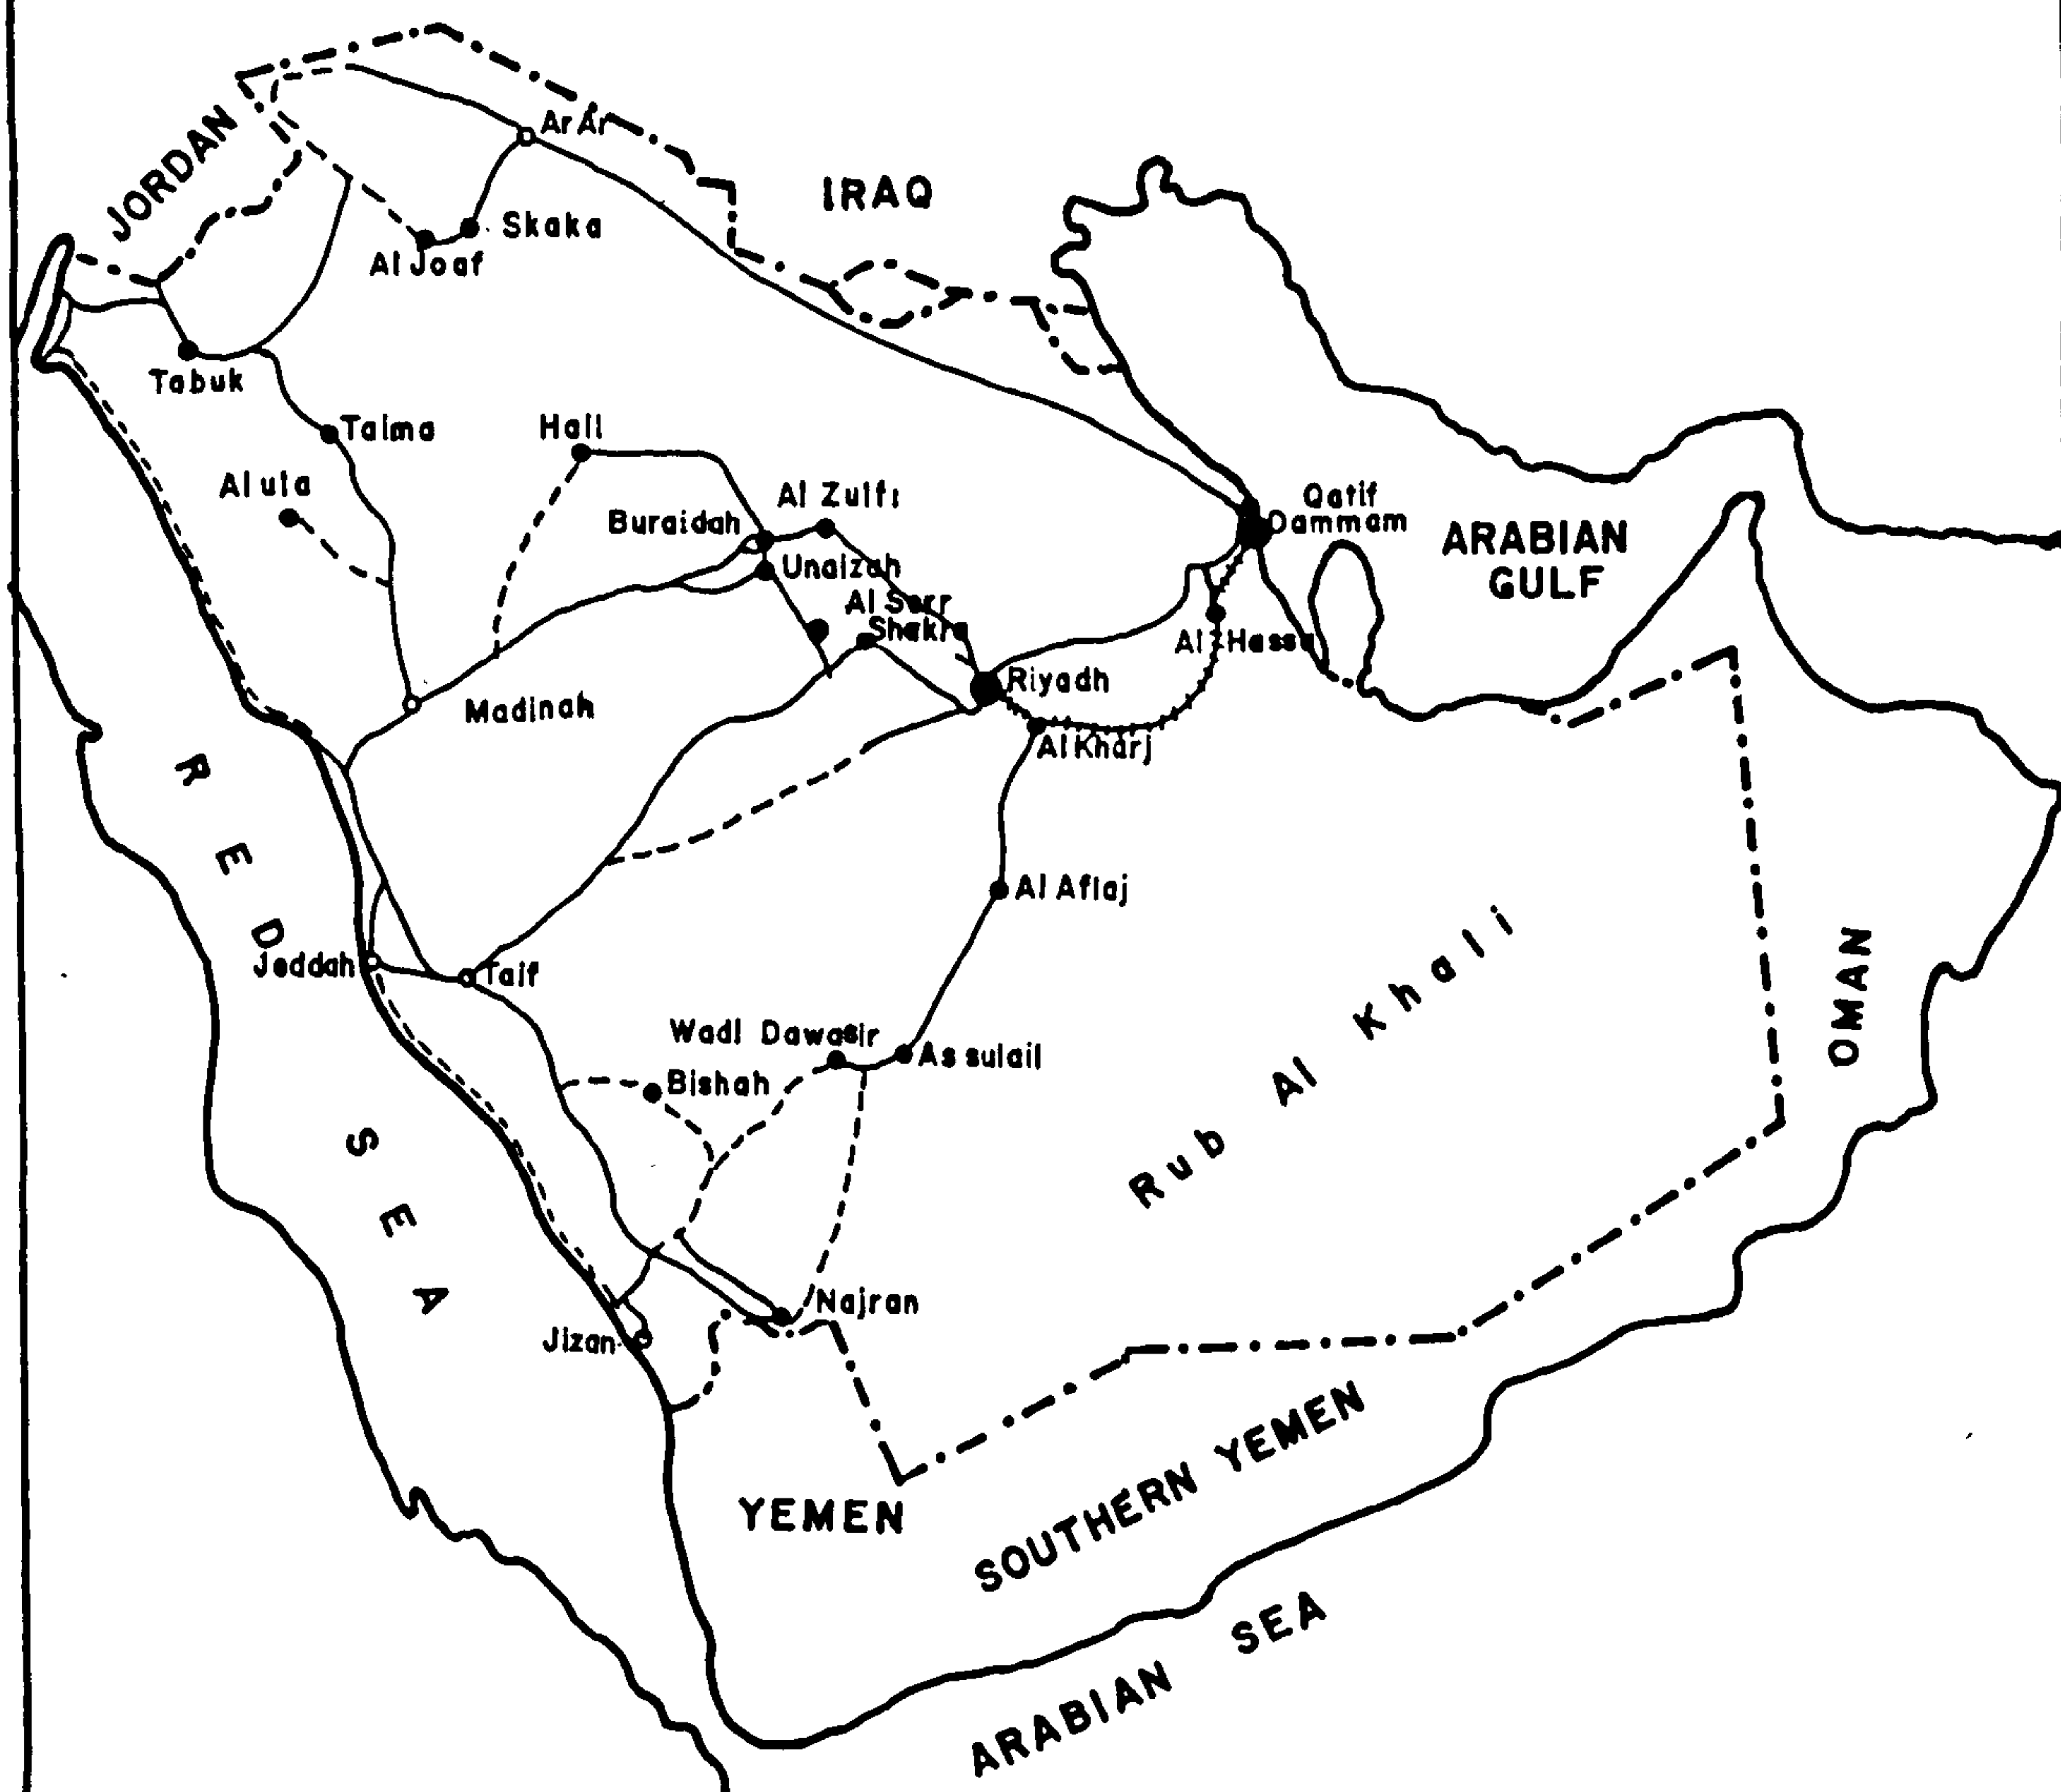 JORDAN
Ar Ar
IRAQ
Skaka
Al Joaf
Tabuk
Taima
Hail
Al ula
Al Zulfi
Buraidah
Qatif
Dammam
ARABIAN
GULF
Unaizah
Al Serr
Shakra
Al Hassa
Riyadh
Madinah
Al Kharj
RED SEA
Al Aflaj
Jeddah
Taif
Rub Al Khali
OMAN
Wadi Dawasir
As sulail
Bishah
Najran
Jizan
YEMEN
SOUTHERN YEMEN
ARABIAN SEA